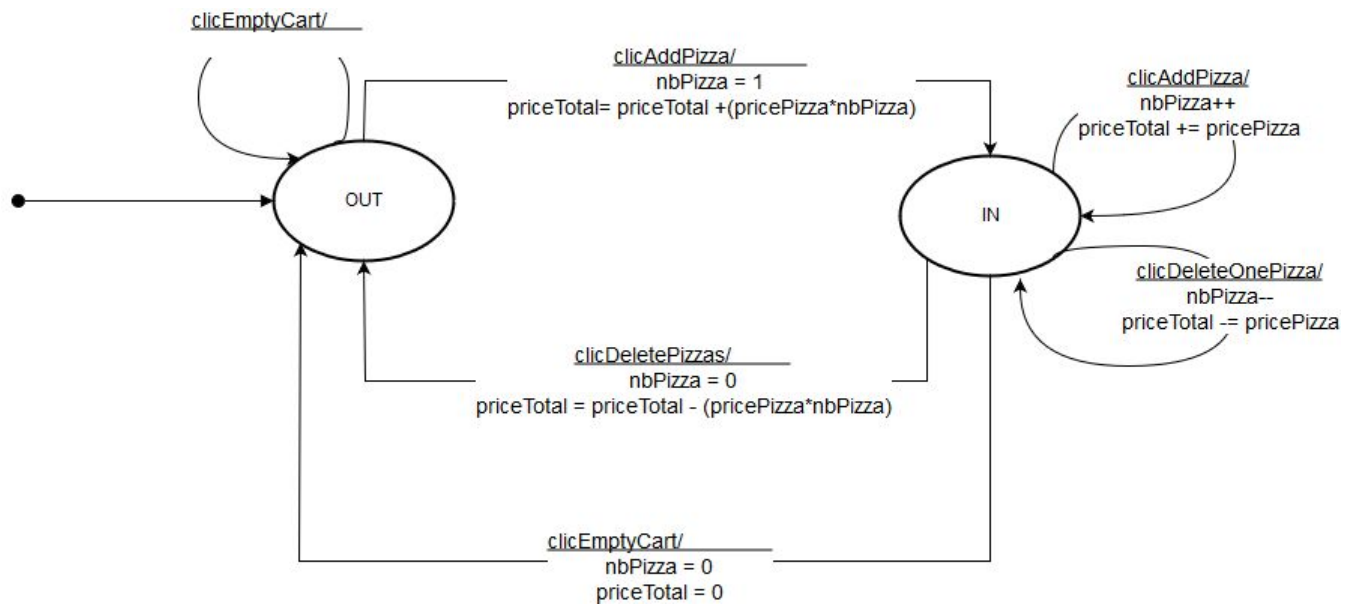 clicEmptyCart/
clicAddPizza/
nbPizza = 1
priceTotal= priceTotal +(pricePizza*nbPizza)
clicAddPizza/
nbPizza++
priceTotal += pricePizza
OUT
IN
clicDeleteOnePizza/
nbPizza--
priceTotal -= pricePizza
clicDeletePizzas/
nbPizza = 0
priceTotal = priceTotal - (pricePizza*nbPizza)
clicEmptyCart/
nbPizza = 0
priceTotal = 0